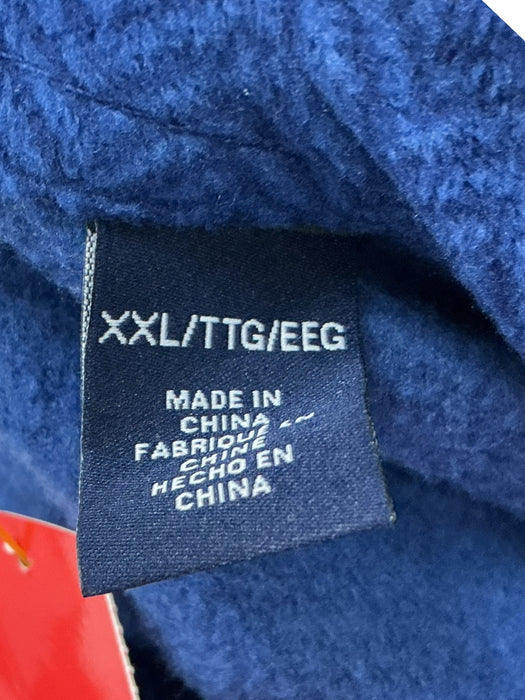 XXL/TTG/EEG
MADE IN
CHINA
FABRIQUÉ EN
CHINE
HECHO EN
CHINA